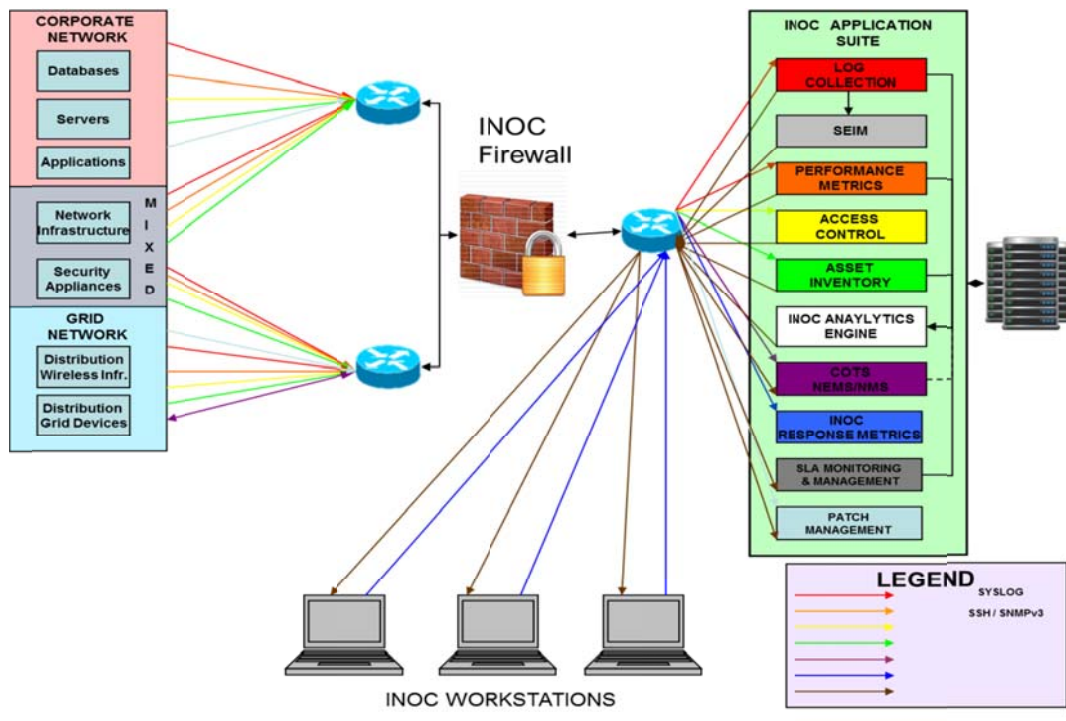 CORPORATE
NETWORK
Databases
Servers
Applications
Network
Infrastructure
Security
Appliances
MIXED
GRID
NETWORK
Distribution
Wireless Infr.
Distribution
Grid Devices
INOC
Firewall
INOC APPLICATION
SUITE
LOG
COLLECTION
SEIM
PERFORMANCE
METRICS
ACCESS
CONTROL
ASSET
INVENTORY
INOC ANAYLYTICS
ENGINE
COTS
NEMS/NMS
INOC
RESPONSE METRICS
SLA MONITORING
& MANAGEMENT
PATCH
MANAGEMENT
INOC WORKSTATIONS
LEGEND
SYSLOG
SSH / SNMPv3